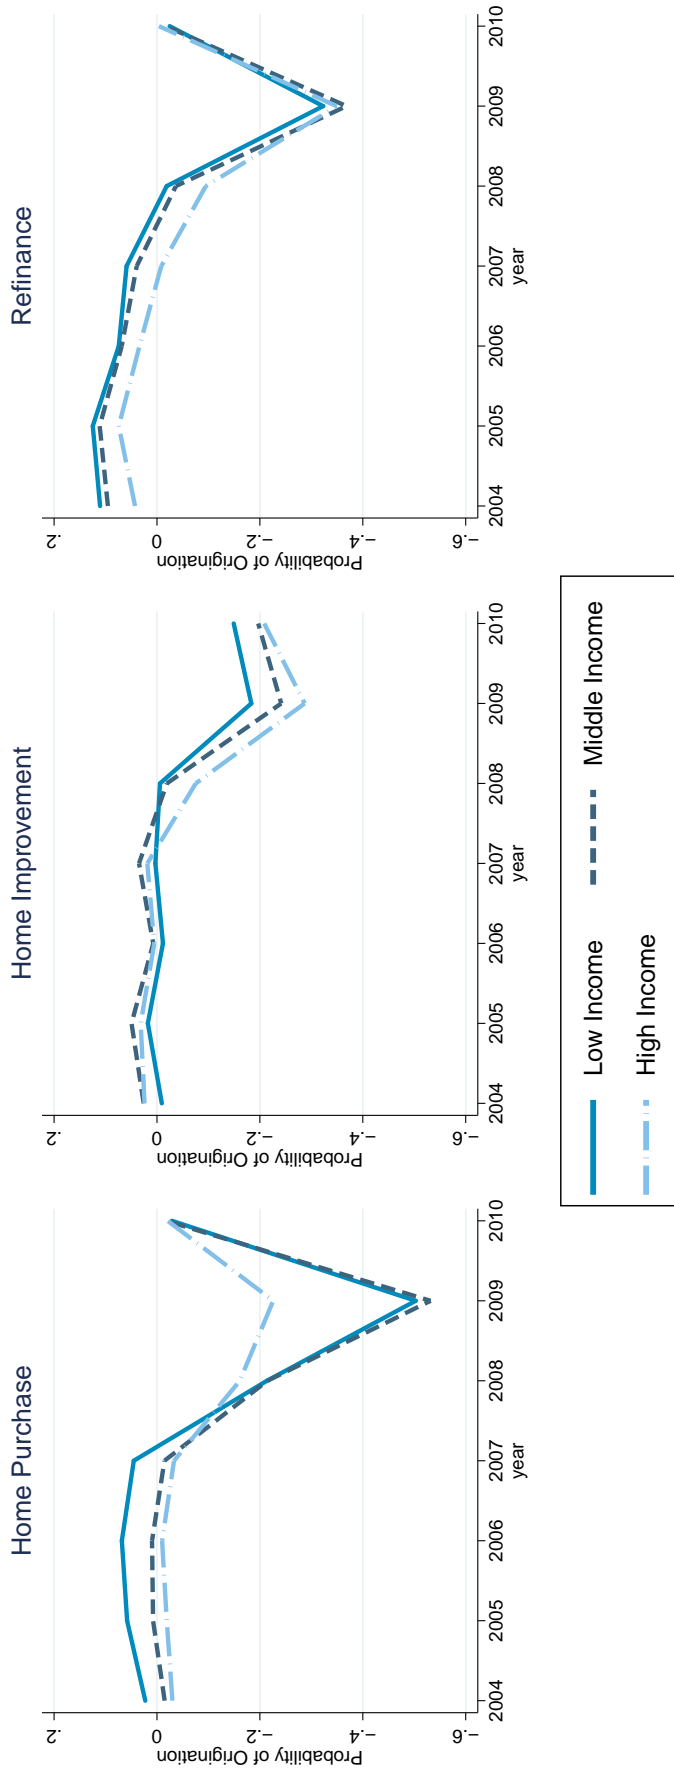 Home Purchase
Probability of Origination
.2
0
-.2
-.4
-.6
2004 2005 2006 2007 2008 2009 2010
year
Home Improvement
Probability of Origination
.2
0
-.2
-.4
-.6
2004 2005 2006 2007 2008 2009 2010
year
Refinance
Probability of Origination
.2
0
-.2
-.4
-.6
2004 2005 2006 2007 2008 2009 2010
year
Low Income
Middle Income
High Income